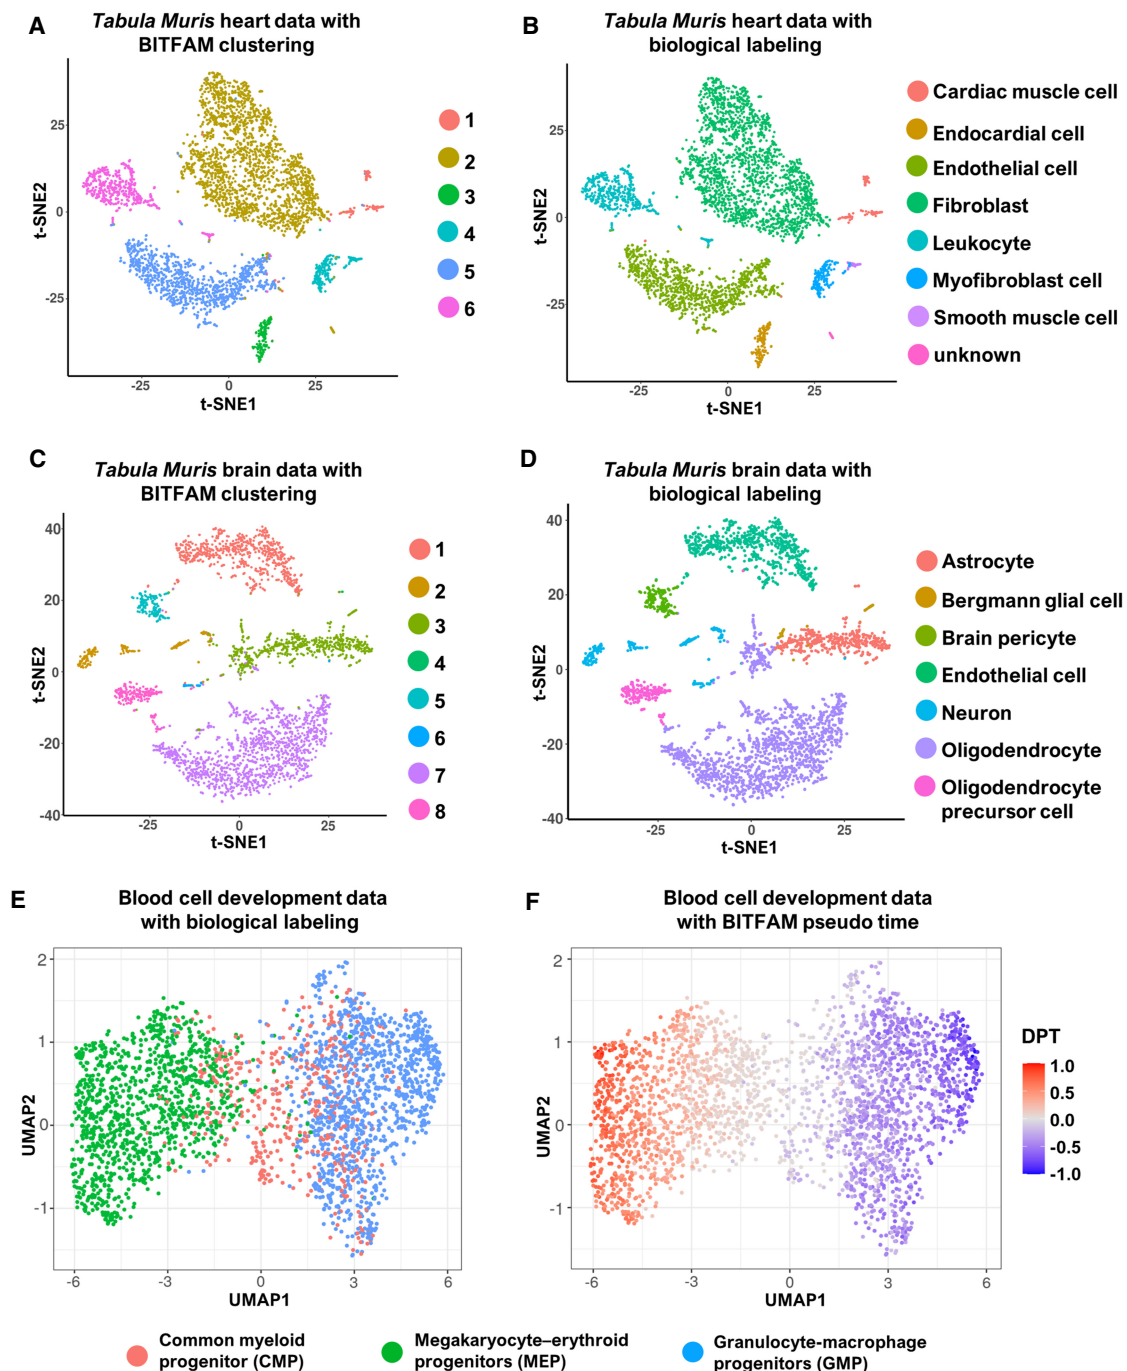 A
Tabula Muris heart data with
BITFAM clustering
t-SNE2
25
0
-25
-25
0
25
t-SNE1
1
2
3
4
5
6
B
Tabula Muris heart data with
biological labeling
t-SNE2
25
0
-25
-25
0
25
t-SNE1
Cardiac muscle cell
Endocardial cell
Endothelial cell
Fibroblast
Leukocyte
Myofibroblast cell
Smooth muscle cell
unknown
C
Tabula Muris brain data with
BITFAM clustering
t-SNE2
40
20
0
-20
-40
-25
0
25
t-SNE1
1
2
3
4
5
6
7
8
D
Tabula Muris brain data with
biological labeling
t-SNE2
40
20
0
-20
-40
-25
0
25
t-SNE1
Astrocyte
Bergmann glial cell
Brain pericyte
Endothelial cell
Neuron
Oligodendrocyte
Oligodendrocyte
precursor cell
E
Blood cell development data
with biological labeling
UMAP2
2
1
0
-1
-6
-3
0
3
6
UMAP1
F
Blood cell development data
with BITFAM pseudo time
UMAP2
2
1
0
-1
-6
-3
0
3
6
UMAP1
DPT
1.0
0.5
0.0
-0.5
-1.0
Common myeloid
progenitor (CMP)
Megakaryocyte–erythroid
progenitors (MEP)
Granulocyte-macrophage
progenitors (GMP)